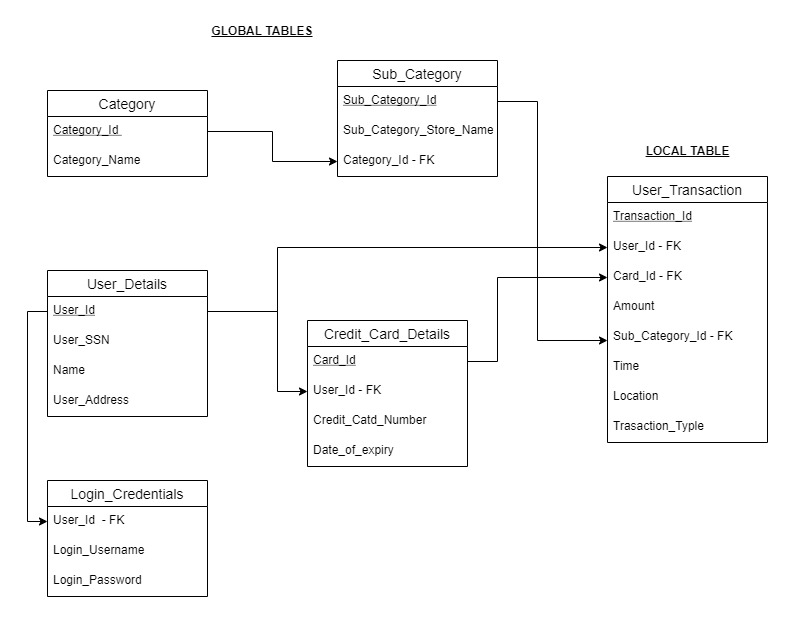 GLOBAL TABLES
Category
Category_Id
Category_Name
Sub_Category
Sub_Category_Id
Sub_Category_Store_Name
Category_Id - FK
LOCAL TABLE
User_Transaction
Transaction_Id
User_Id - FK
Card_Id - FK
Amount
Sub_Category_Id - FK
Time
Location
Trasaction_Typle
User_Details
User_Id
User_SSN
Name
User_Address
Credit_Card_Details
Card_Id
User_Id - FK
Credit_Catd_Number
Date_of_expiry
Login_Credentials
User_Id - FK
Login_Username
Login_Password